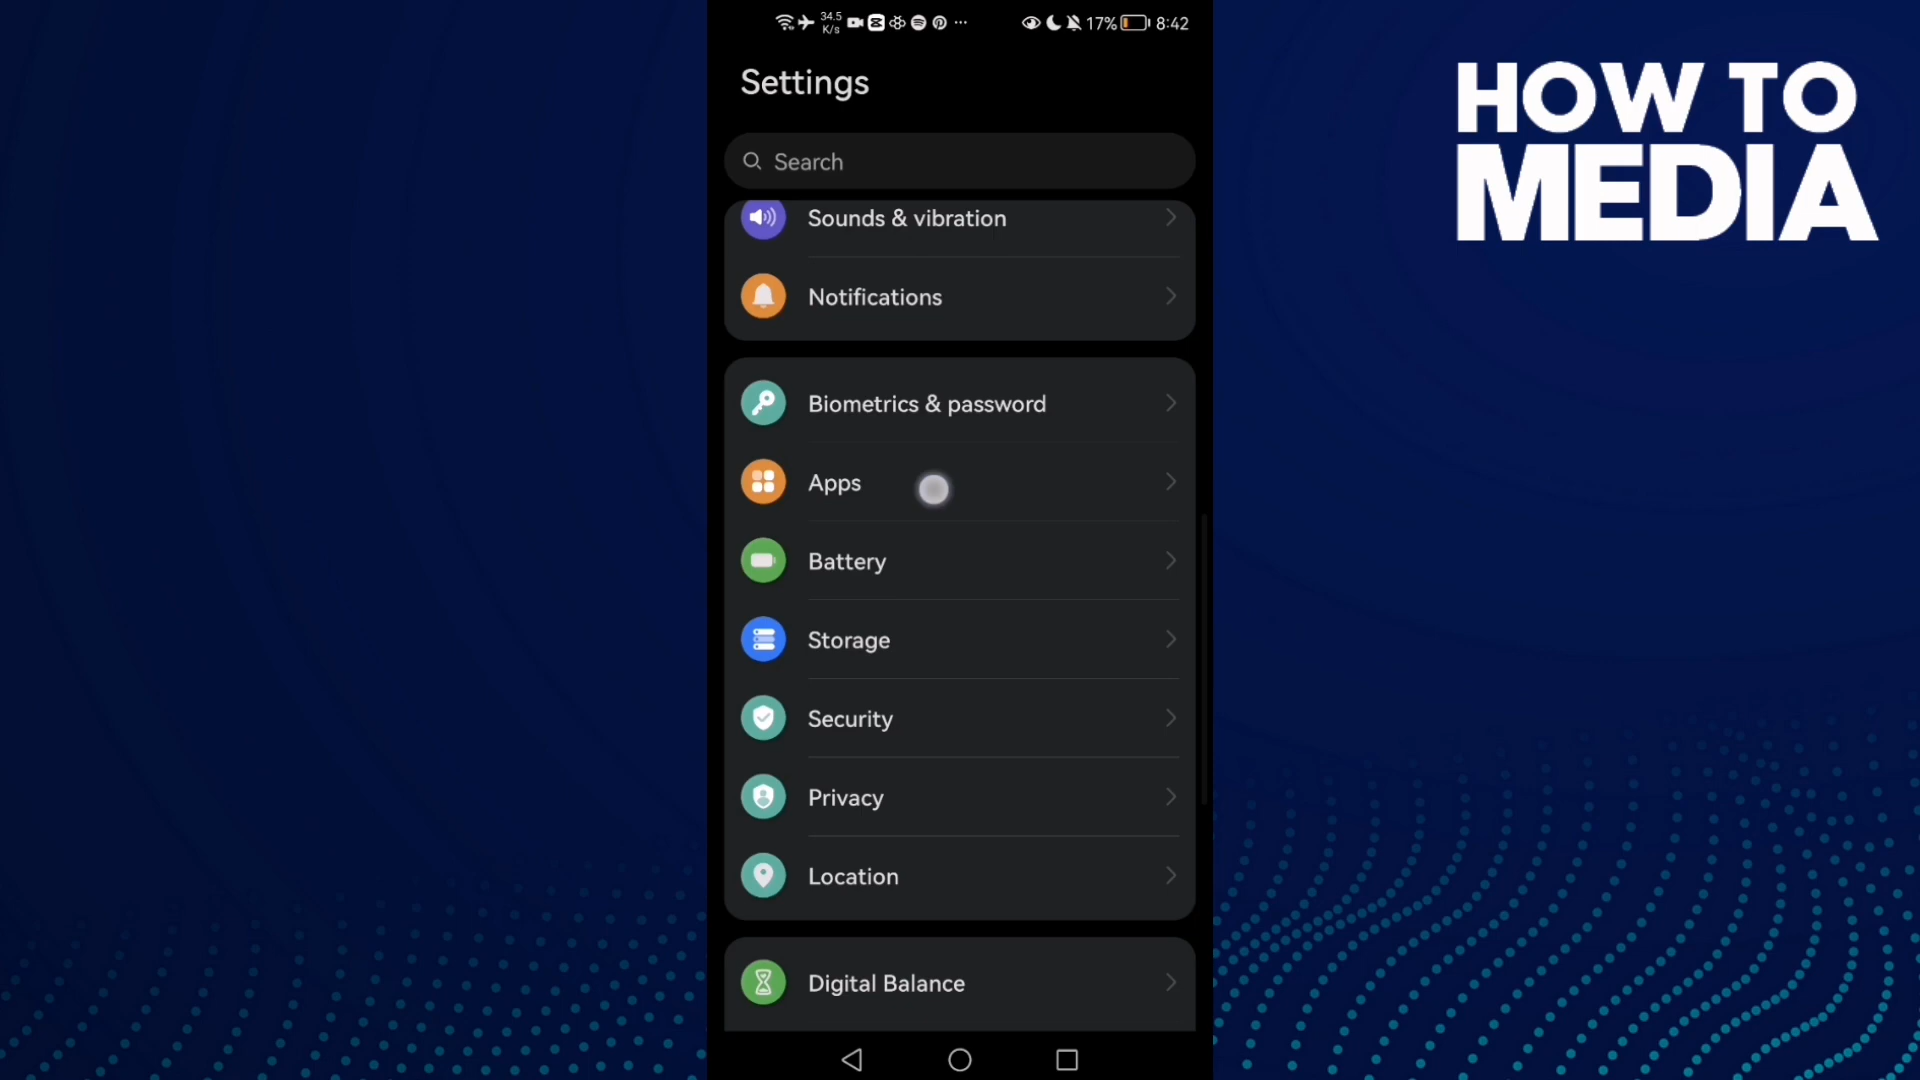 34.5
K/s
17%
8:42
Settings
HOW TO
MEDIA
Search
Sounds & vibration
Notifications
Biometrics & password
Apps
Battery
Storage
Security
Privacy
Location
Digital Balance